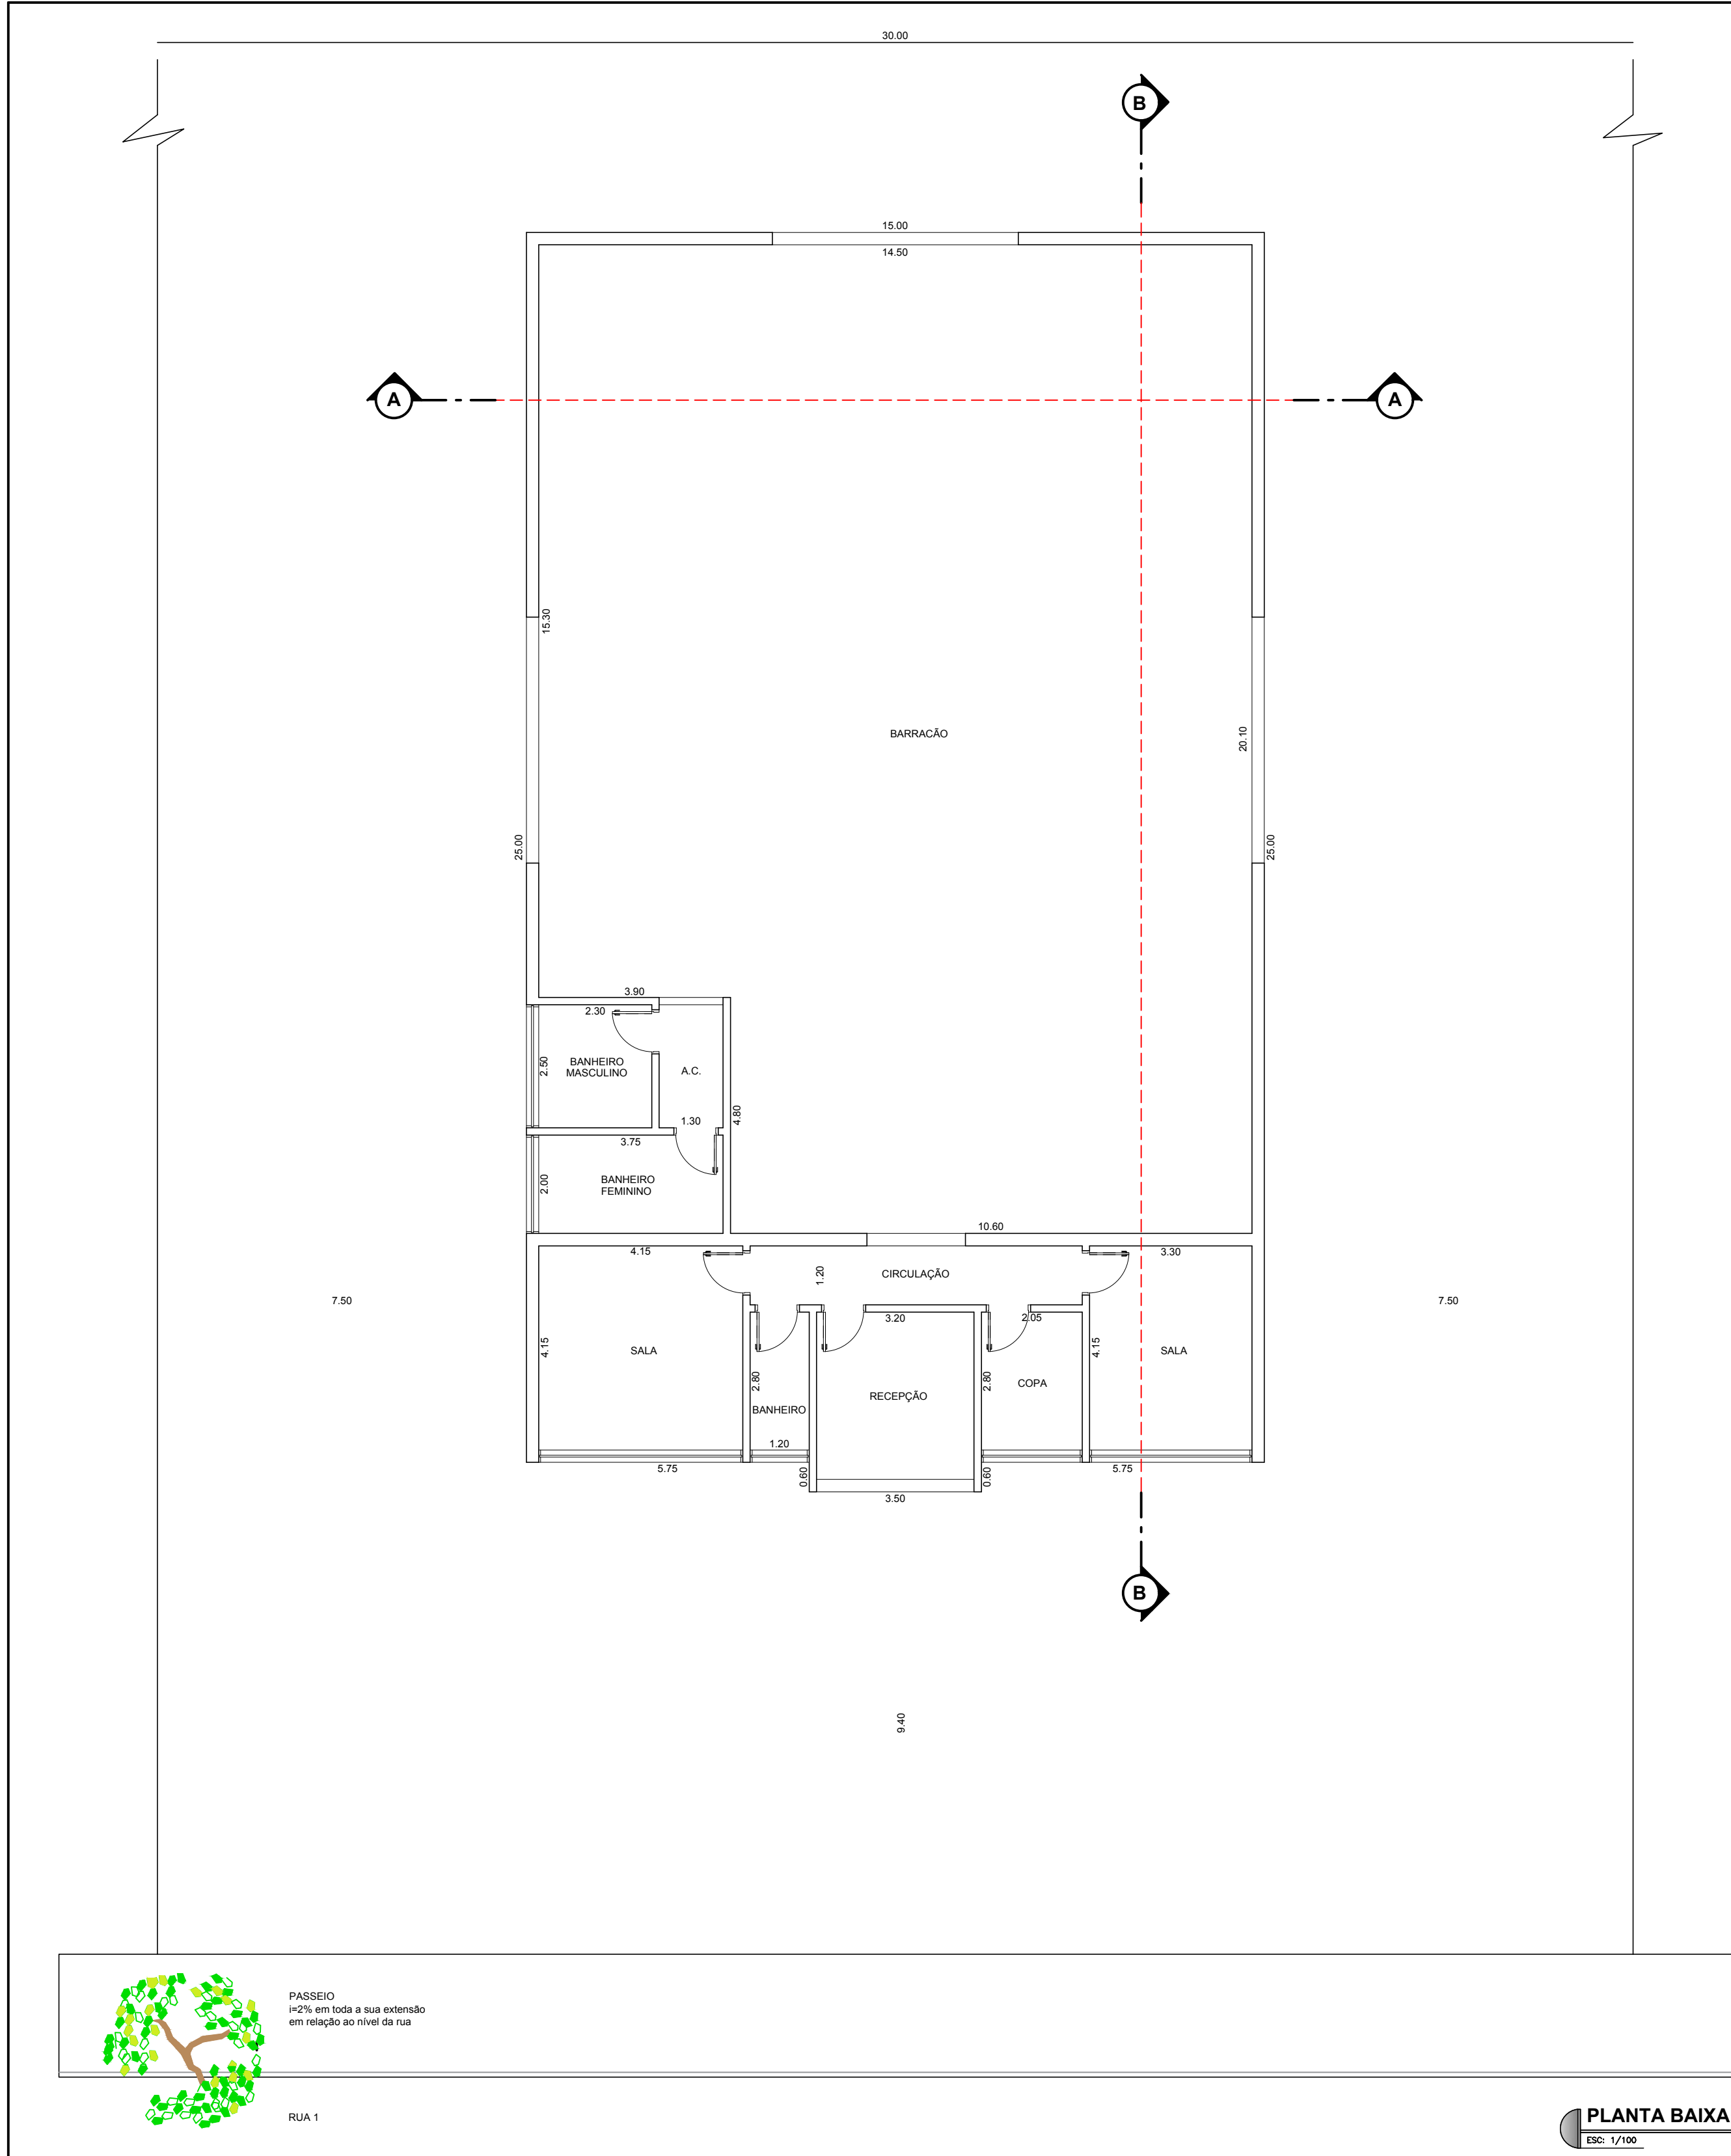 30.00
B
15.00
14.50
A
A
15.30
BARRACÃO
20.10
25.00
25.00
3.90
2.30
2.50
BANHEIRO
MASCULINO
A.C.
4.80
1.30
3.75
2.00
BANHEIRO
FEMININO
10.60
4.15
3.30
1.20
CIRCULAÇÃO
7.50
7.50
3.20
2.05
4.15
SALA
4.15
SALA
2.80
2.80
COPA
RECEPÇÃO
BANHEIRO
1.20
5.75
0.60
0.60
5.75
3.50
B
9.40
PASSEIO
i=2% em toda a sua extensão
em relação ao nível da rua
RUA 1
PLANTA BAIXA
ESC: 1/100